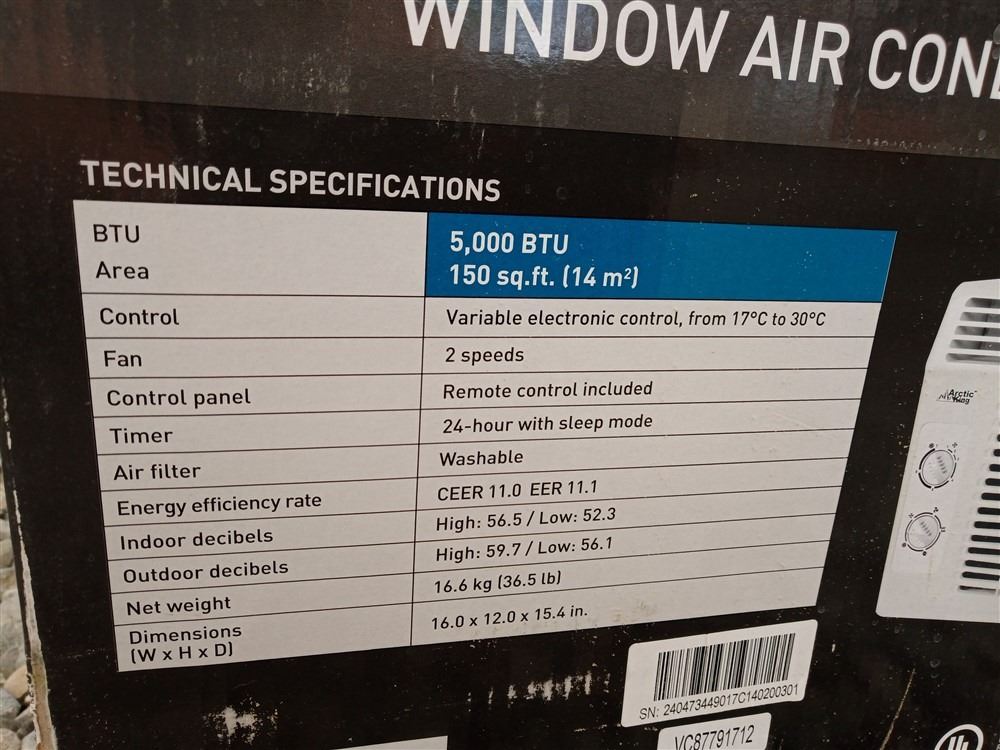 WINDOW AIR
TECHNICAL SPECIFICATIONS
BTU 5,000 BTU
Area 150 sq.ft. (14 m²)
Control Variable electronic control, from 17°C to 30°C
Fan 2 speeds
Control panel Remote control included
Timer 24-hour with sleep mode
Air filter Washable
Energy efficiency rate CEER 11.0 EER 11.1
Indoor decibels High: 56.5 / Low: 52.3
Outdoor decibels High: 59.7 / Low: 56.1
Net weight 16.6 kg (36.5 lb)
Dimensions 16.0 x 12.0 x 15.4 in.
(W x H x D)
Arctic
King
SN: 240473449017C140200301
VC87791712
UL